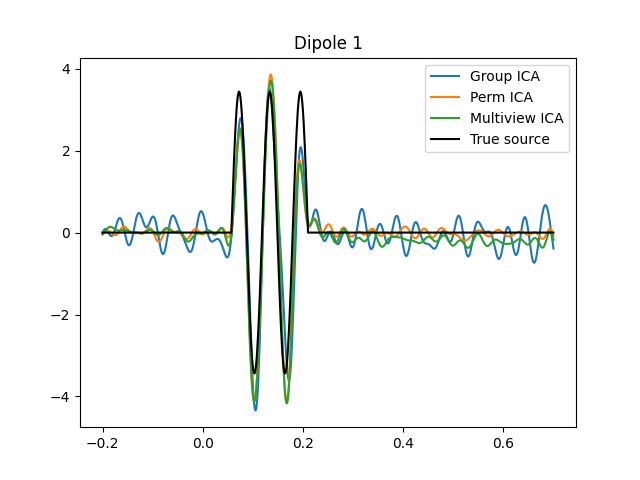 Dipole 1
Group ICA
Perm ICA
Multiview ICA
True source
4
2
0
−2
−4
−0.2 0.0 0.2 0.4 0.6